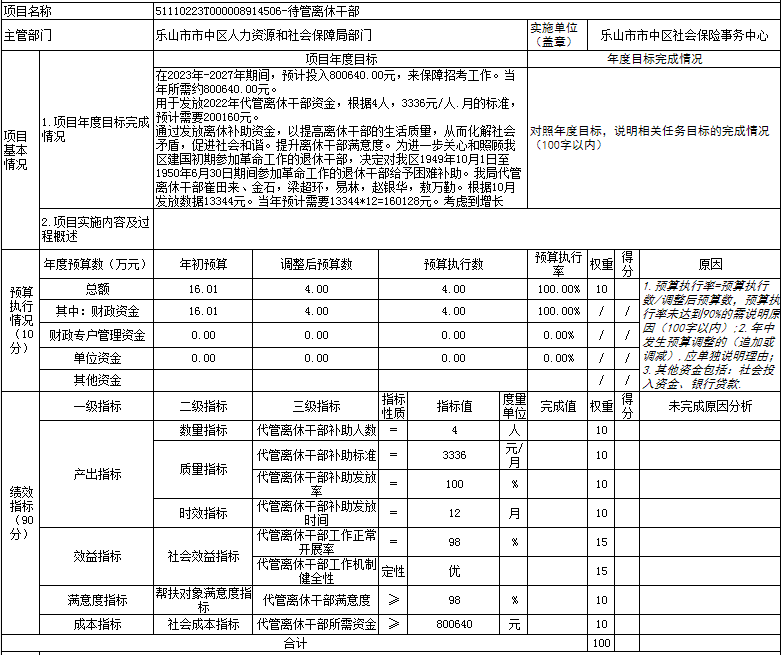 项目名称 51110223T000008914506-待管离休干部
主管部门 乐山市市中区人力资源和社会保障局部门 实施单位（盖章） 乐山市市中区社会保险事务中心
项目基本情况
1.项目年度目标完成情况
项目年度目标 年度目标完成情况
在2023年-2027年期间，预计投入800640.00元，来保障招考工作。当
年所需约800640.00元。
用于发放2022年代管离休干部资金，根据4人，3336元/人.月的标准，
预计需要200160元。
通过发放离休补助资金，以提高离休干部的生活质量，从而化解社会
矛盾，促进社会和谐。提升离休干部满意度。为进一步关心和照顾我
区建国初期参加革命工作的退休干部，决定对我区1949年10月1日至
1950年6月30日期间参加革命工作的退休干部给予困难补助。我局代管
离休干部崔田来、金石，梁超环，易林，赵银华，敖万勤。根据10月
发放数据13344元。当年预计需要13344*12=160128元。考虑到增长
对照年度目标，说明相关任务目标的完成情况
（100字以内）
2.项目实施内容及过程概述
预算执行情况（10分）
年度预算数（万元） 年初预算 调整后预算数 预算执行数 预算执行率 权重 得分 原因
总额 16.01 4.00 4.00 100.00% 10
其中：财政资金 16.01 4.00 4.00 100.00% / /
财政专户管理资金 0.00 0.00 0.00 0.00% / /
单位资金 0.00 0.00 0.00 0.00% / /
其他资金 / /
1.预算执行率=预算执行
数/调整后预算数，预算执
行率未达到90%的需说明原
因（100字以内）;2.年中
发生预算调整的（追加或
调减）,应单独说明理由；
3.其他资金包括：社会投
入资金、银行贷款.
绩效指标（90分）
一级指标 二级指标 三级指标 指标性质 指标值 度量单位 完成值 权重 得分 未完成原因分析
产出指标 数量指标 代管离休干部补助人数 ＝ 4 人 10
质量指标 代管离休干部补助标准 ＝ 3336 元/月 10
代管离休干部补助发放率 ＝ 100 % 10
时效指标 代管离休干部补助发放时间 ＝ 12 月 10
效益指标 社会效益指标 代管离休干部工作正常开展率 ＝ 98 % 15
代管离休干部工作机制健全性 定性 优 15
满意度指标 帮扶对象满意度指标 代管离休干部满意度 ≥ 98 % 10
成本指标 社会成本指标 代管离休干部所需资金 ≥ 800640 元 10
合计 100